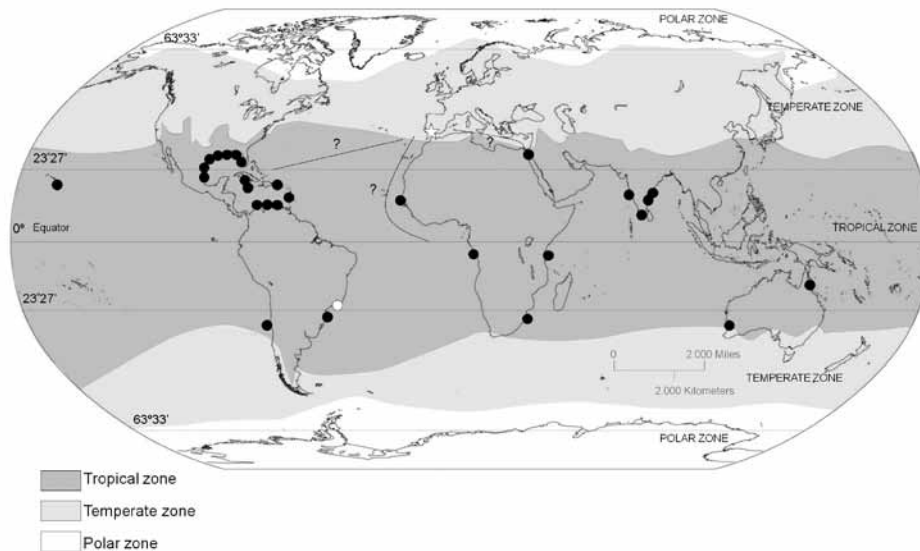 POLAR ZONE
63°33'
TEMPERATE ZONE
?
?
23°27'
?
0° Equator
TROPICAL ZONE
23°27'
0 2 000 Miles
2 000 Kilometers
TEMPERATE ZONE
63°33'
POLAR ZONE
Tropical zone
Temperate zone
Polar zone